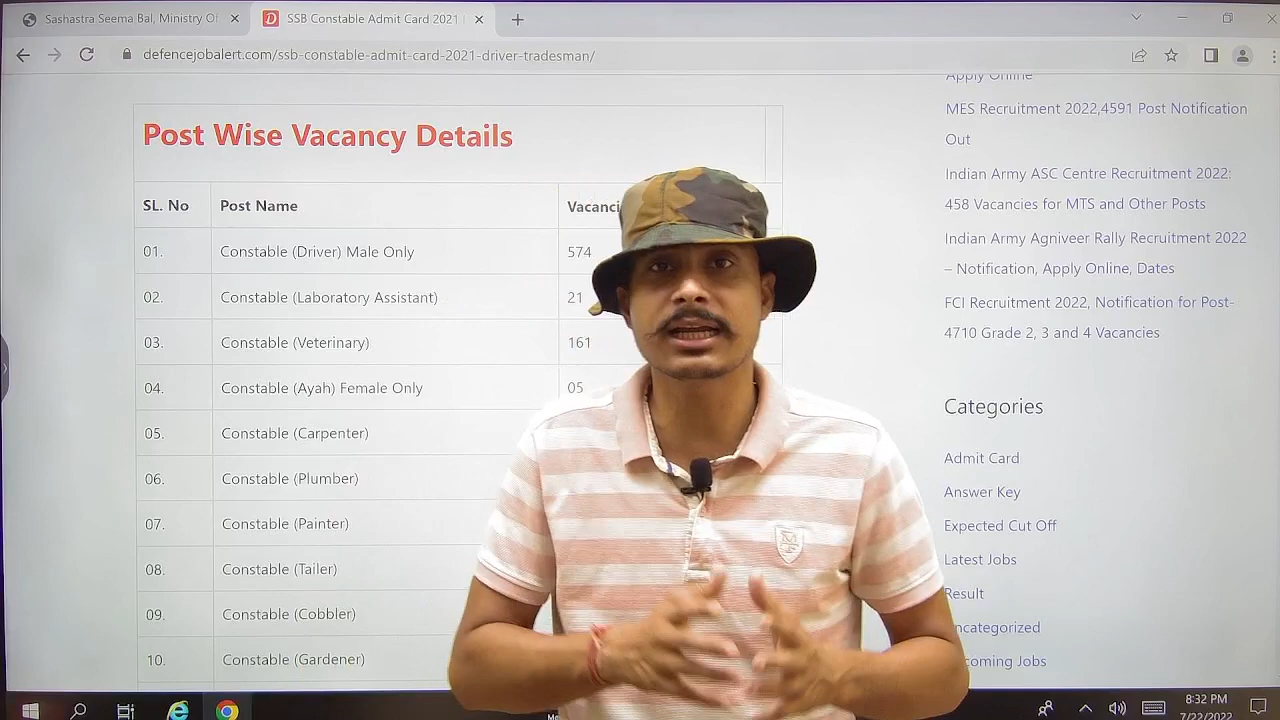 Sashastra Seema Bal, Ministry Of
SSB Constable Admit Card 2021
defencejobalert.com/ssb-constable-admit-card-2021-driver-tradesman/
Post Wise Vacancy Details
SL. No Post Name
01. Constable (Driver) Male Only 574
02. Constable (Laboratory Assistant) 21
03. Constable (Veterinary) 161
04. Constable (Ayah) Female Only 05
05. Constable (Carpenter)
06. Constable (Plumber)
07. Constable (Painter)
08. Constable (Tailer)
09. Constable (Cobbler)
10. Constable (Gardener)
Apply Online
MES Recruitment 2022,4591 Post Notification
Out
Indian Army ASC Centre Recruitment 2022:
458 Vacancies for MTS and Other Posts
Indian Army Agniveer Rally Recruitment 2022
– Notification, Apply Online, Dates
FCI Recruitment 2022, Notification for Post-
4710 Grade 2, 3 and 4 Vacancies
Categories
Admit Card
Answer Key
Expected Cut Off
Latest Jobs
Result
Jobs
8:32 PM
7/22/2022